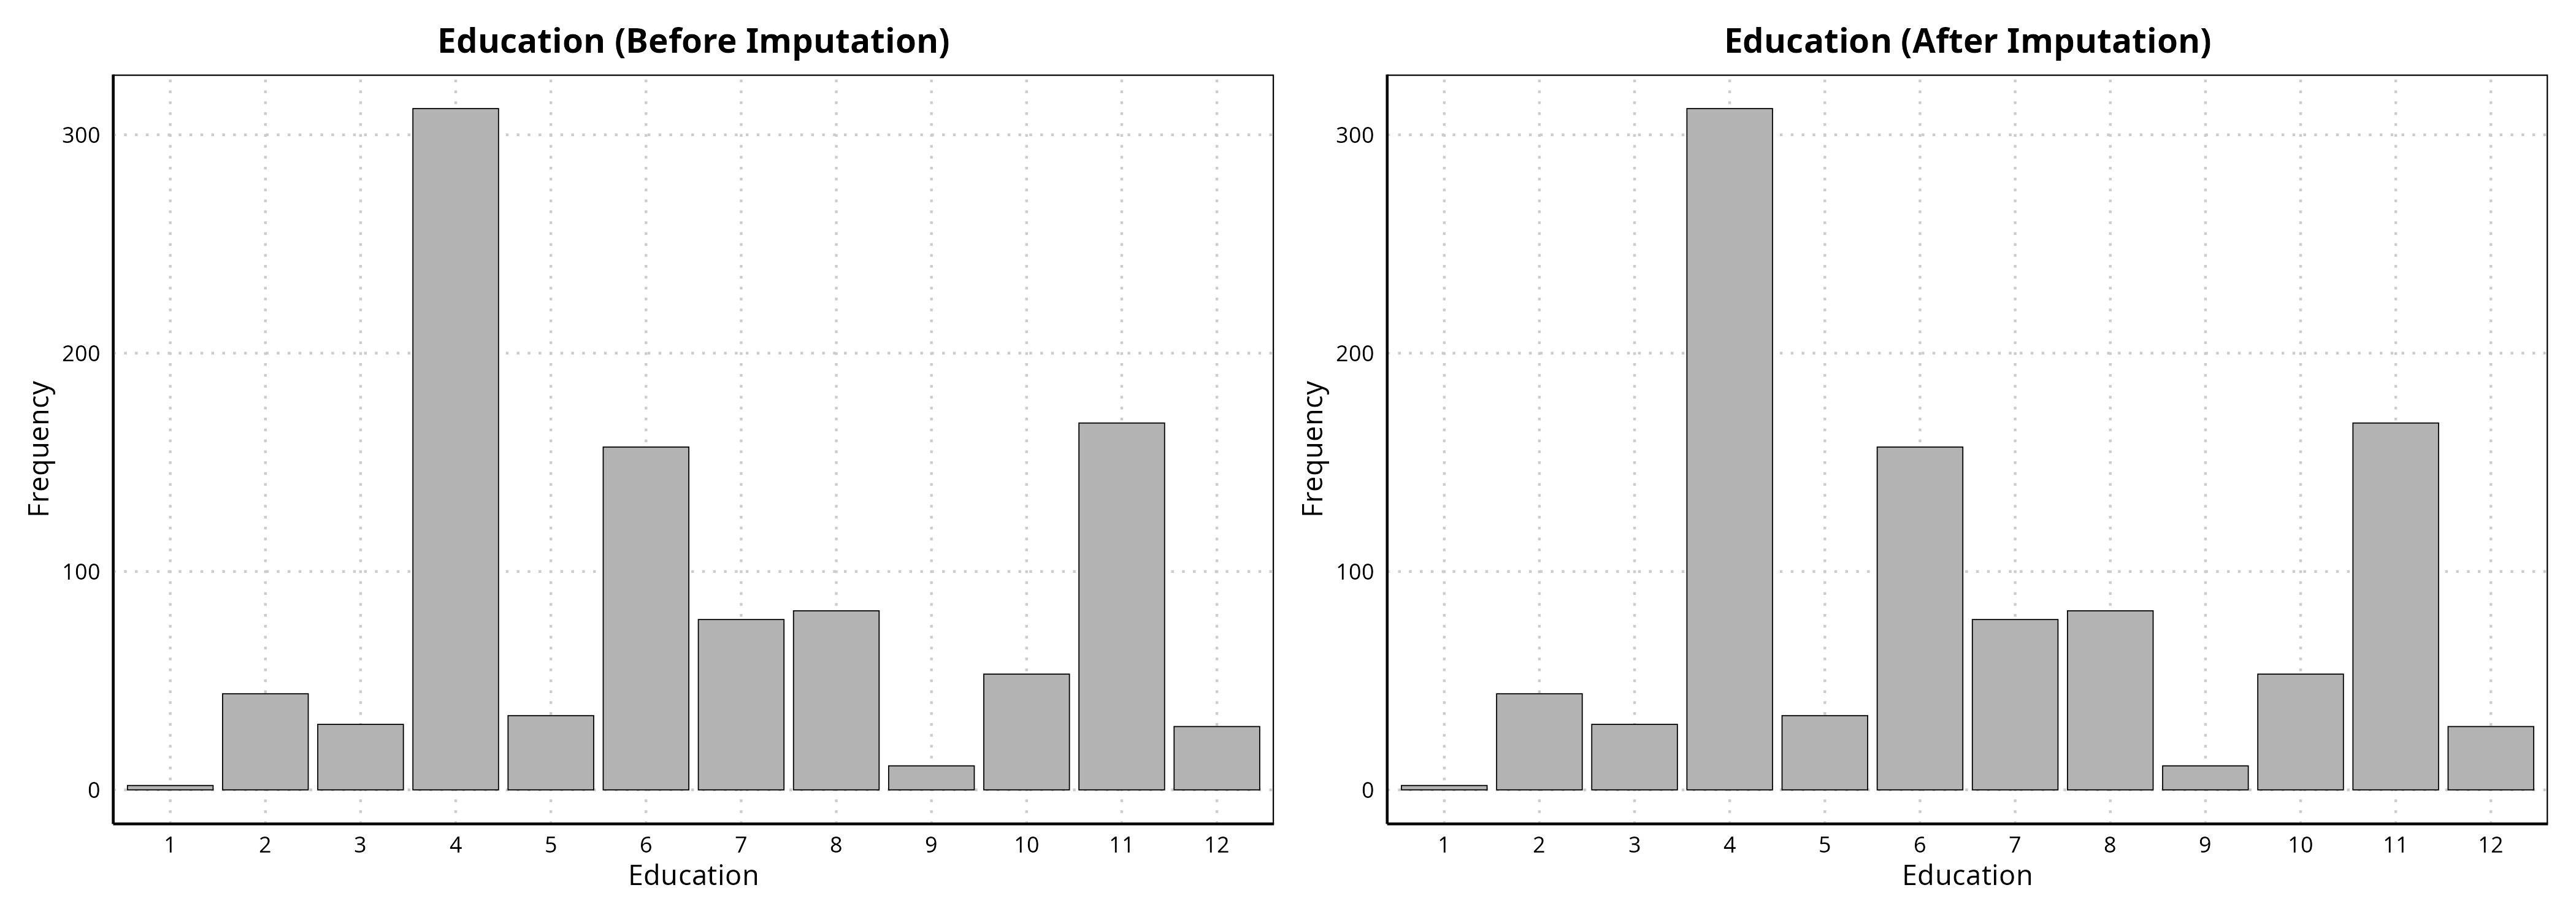 Education (Before Imputation)
300
200
100
0
Frequency
1 2 3 4 5 6 7 8 9 10 11 12
Education
Education (After Imputation)
300
200
100
0
Frequency
1 2 3 4 5 6 7 8 9 10 11 12
Education